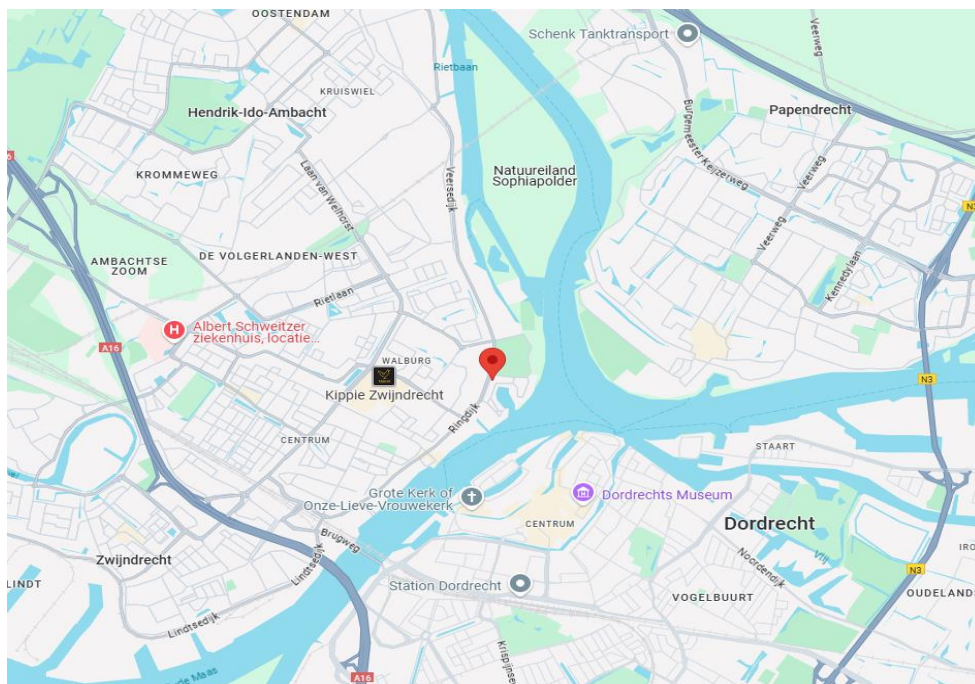 OOSTENDAM
Schenk Tanktransport
Rietbaan
KRUISWIEL
Hendrik-Ido-Ambacht
Papendrecht
Burgemeester Keijzerweg
Veerweg
Natuureiland
Sophiapolder
KROMMEWEG
Laan van Welhorst
Veersedijk
Veerweg
N3
AMBACHTSE
ZOOM
DE VOLGERLANDEN-WEST
Veerweg
Kennedylaan
Rietlaan
Albert Schweitzer
ziekenhuis, locatie...
H
A16
WALBURG
Kippie Zwijndrecht
N3
Ringdijk
CENTRUM
STAART
Grote Kerk of
Onze-Lieve-Vrouwekerk
Dordrechts Museum
CENTRUM
Dordrecht
Brugweg
Zwijndrecht
Vlij
Noordendijk
LINDT
Lindtsedijk
Station Dordrecht
N3
VOGELBUURT
OUDELAND
Lindtsedijk
A16